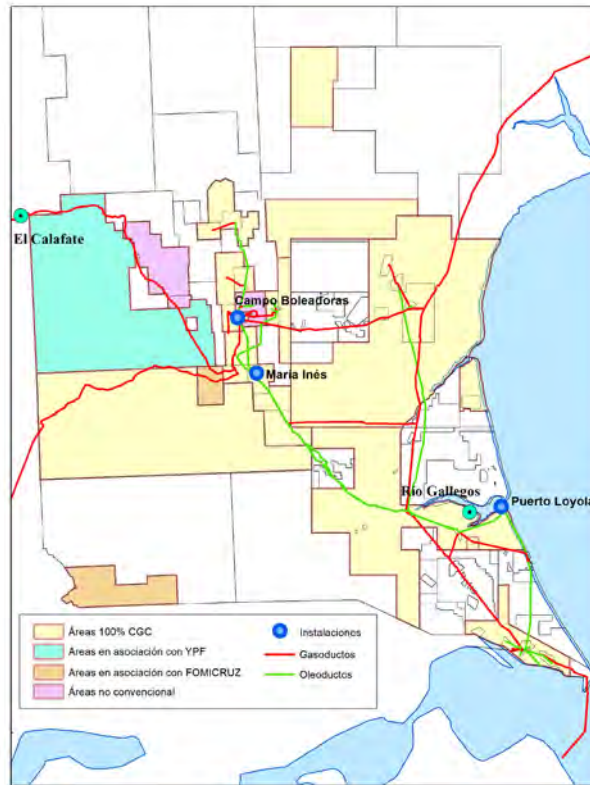 El Calafate
Campo Boleadoras
María Inés
Río Gallegos
Puerto Loyola
Áreas 100% CGC
Áreas en asociación con YPF
Áreas en asociación con FOMICRUZ
Áreas no convencional
Instalaciones
Gasoductos
Oleoductos